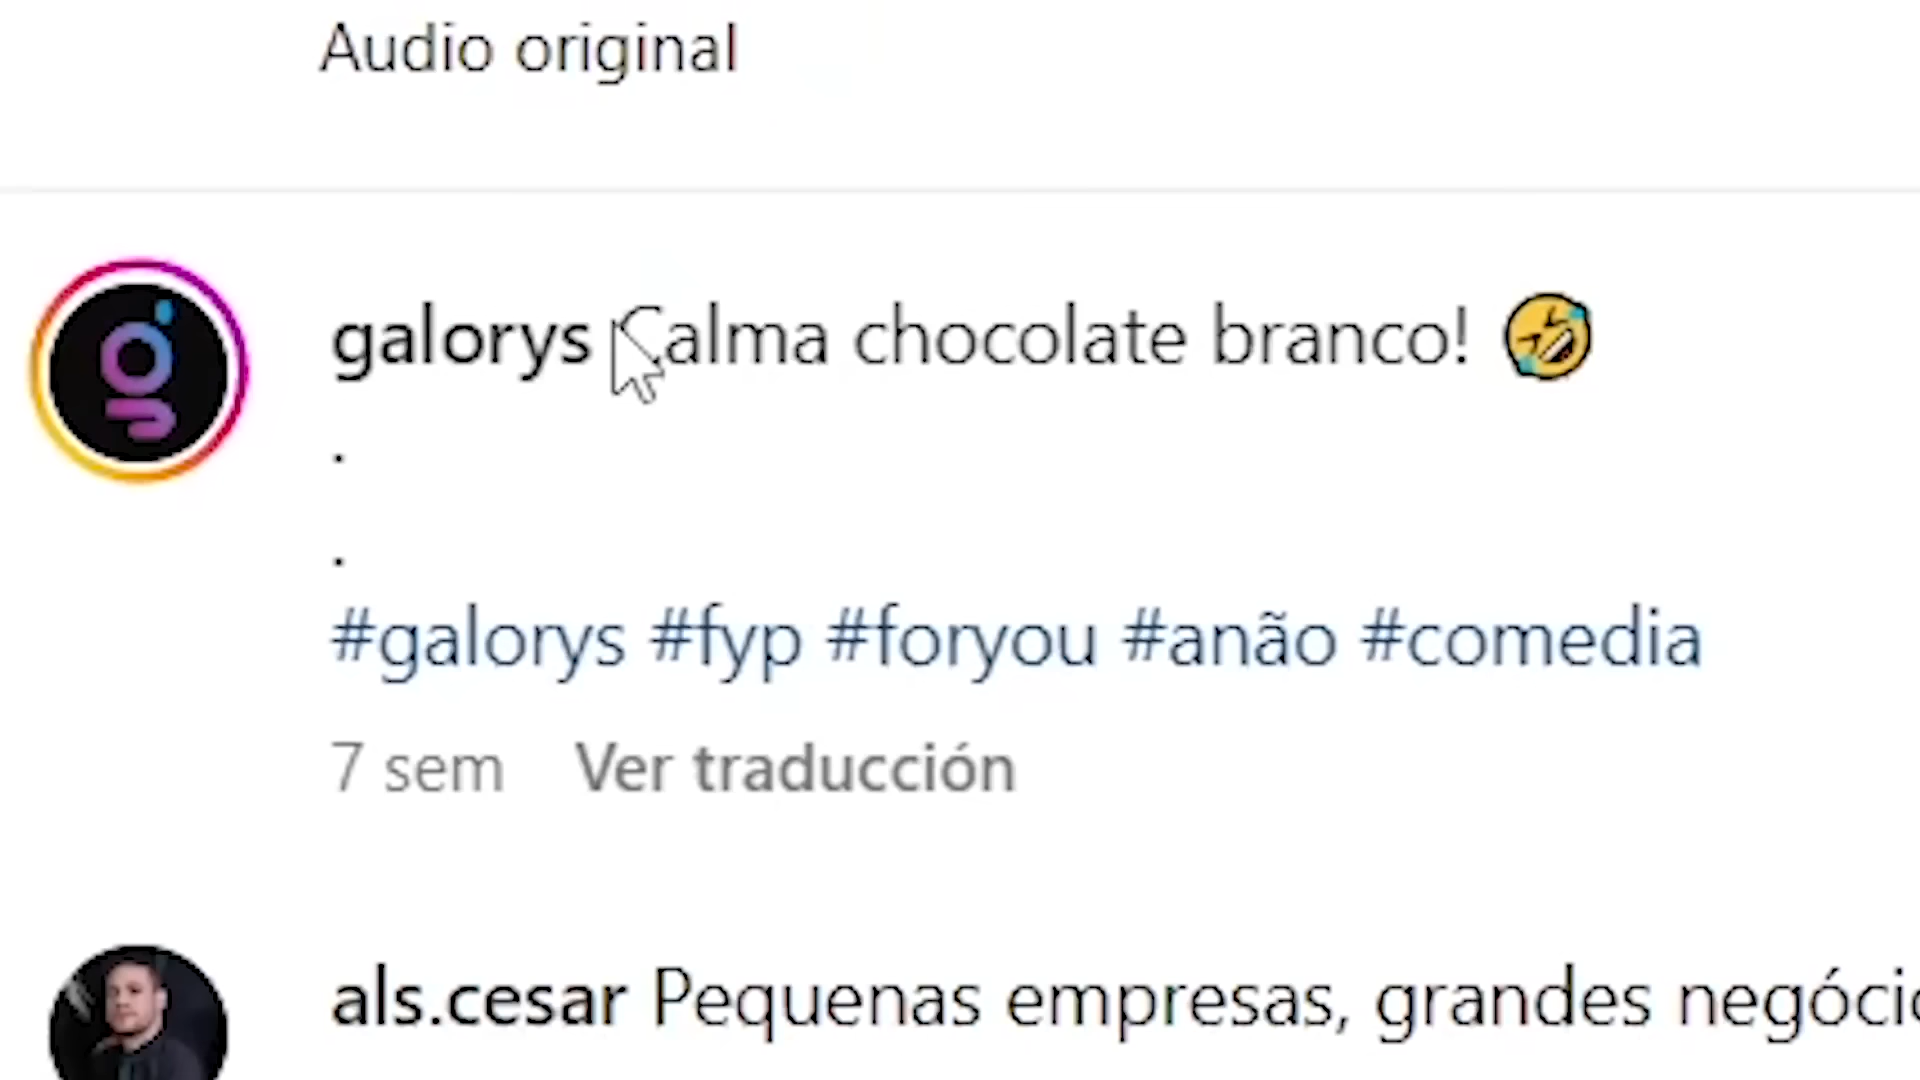 Audio original
galorys Calma chocolate branco! 🤣
.
.
#galorys #fyp #foryou #anão #comedia
7 sem Ver traducción
als.cesar Pequenas empresas, grandes